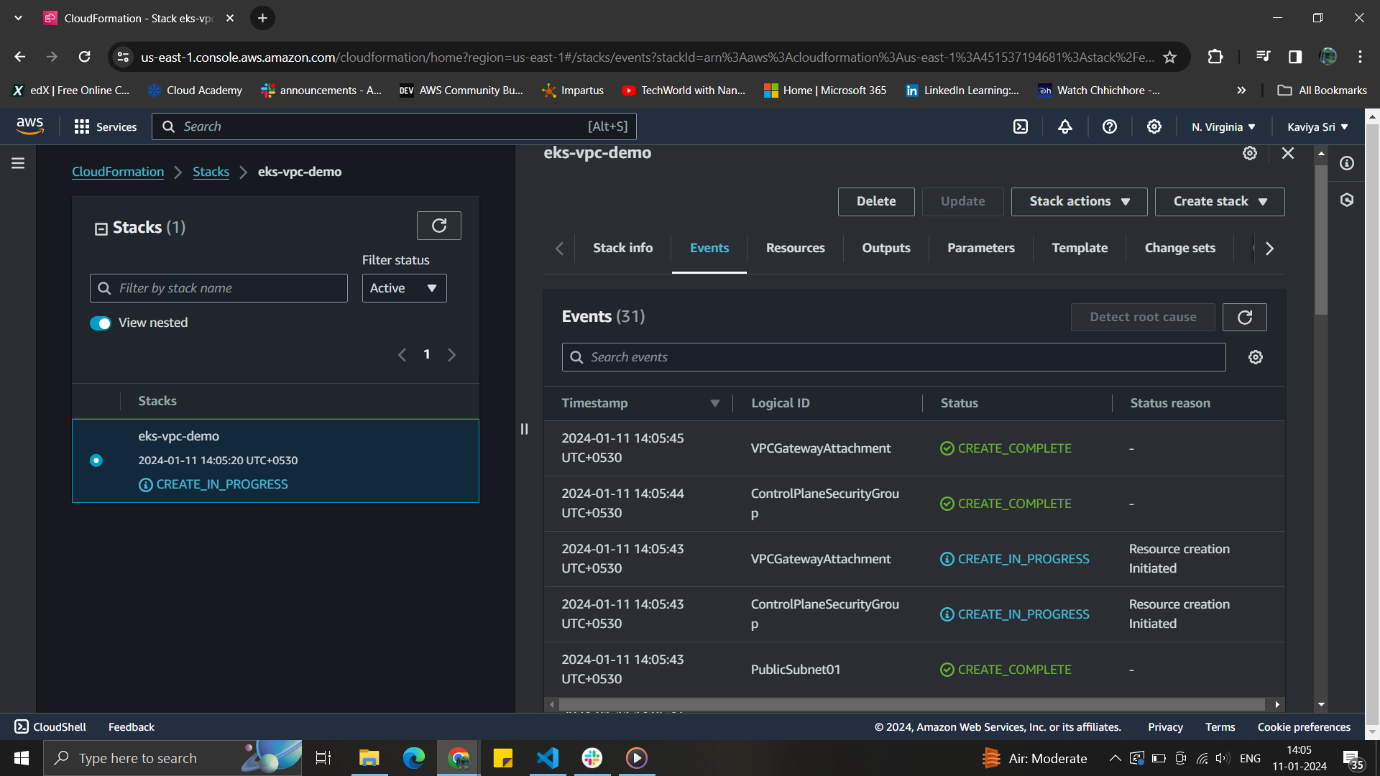 CloudFormation - Stack eks-vpc
us-east-1.console.aws.amazon.com/cloudformation/home?region=us-east-1#/stacks/events?stackId=arn%3Aaws%3Acloudformation%3Aus-east-1%3A451537194681%3Astack%2Fe...
edX | Free Online C...
Cloud Academy
announcements - A...
DEV AWS Community Bu...
Impartus
TechWorld with Nan...
Home | Microsoft 365
LinkedIn Learning:...
Watch Chhichhore -...
»
All Bookmarks
aws
Services
Search
[Alt+S]
N. Virginia
Kaviya Sri
CloudFormation
Stacks
eks-vpc-demo
Stacks (1)
Filter status
Filter by stack name
Active
View nested
1
Stacks
eks-vpc-demo
2024-01-11 14:05:20 UTC+0530
CREATE_IN_PROGRESS
eks-vpc-demo
Delete
Update
Stack actions
Create stack
Stack info
Events
Resources
Outputs
Parameters
Template
Change sets
Events (31)
Detect root cause
Search events
Timestamp
Logical ID
Status
Status reason
2024-01-11 14:05:45
UTC+0530
VPCGatewayAttachment
CREATE_COMPLETE
-
2024-01-11 14:05:44
UTC+0530
ControlPlaneSecurityGrou
p
CREATE_COMPLETE
-
2024-01-11 14:05:43
UTC+0530
VPCGatewayAttachment
CREATE_IN_PROGRESS
Resource creation
Initiated
2024-01-11 14:05:43
UTC+0530
ControlPlaneSecurityGrou
p
CREATE_IN_PROGRESS
Resource creation
Initiated
2024-01-11 14:05:43
UTC+0530
PublicSubnet01
CREATE_COMPLETE
-
CloudShell
Feedback
© 2024, Amazon Web Services, Inc. or its affiliates.
Privacy
Terms
Cookie preferences
Type here to search
Air: Moderate
ENG
14:05
11-01-2024
35